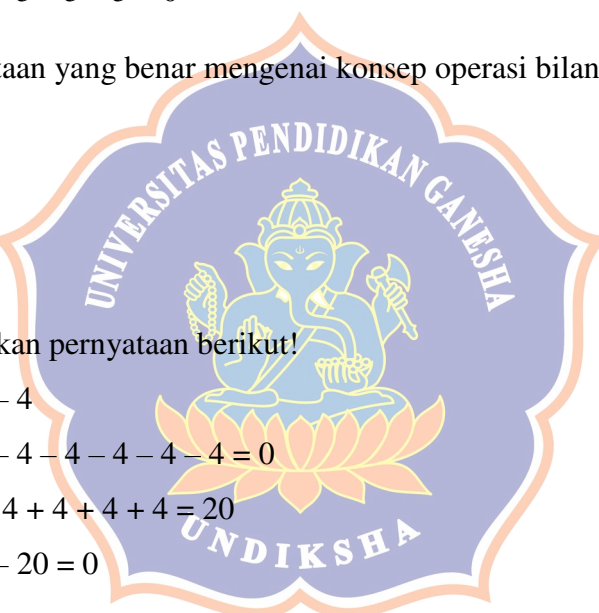 taan yang benar mengenai konsep operasi bilan
UNIVERSITAS PENDIDIKAN GANESHA
kan pernyataan berikut!
– 4
– 4 – 4 – 4 – 4 – 4 = 0
4 + 4 + 4 + 4 = 20
UNDIKSHA
– 20 = 0